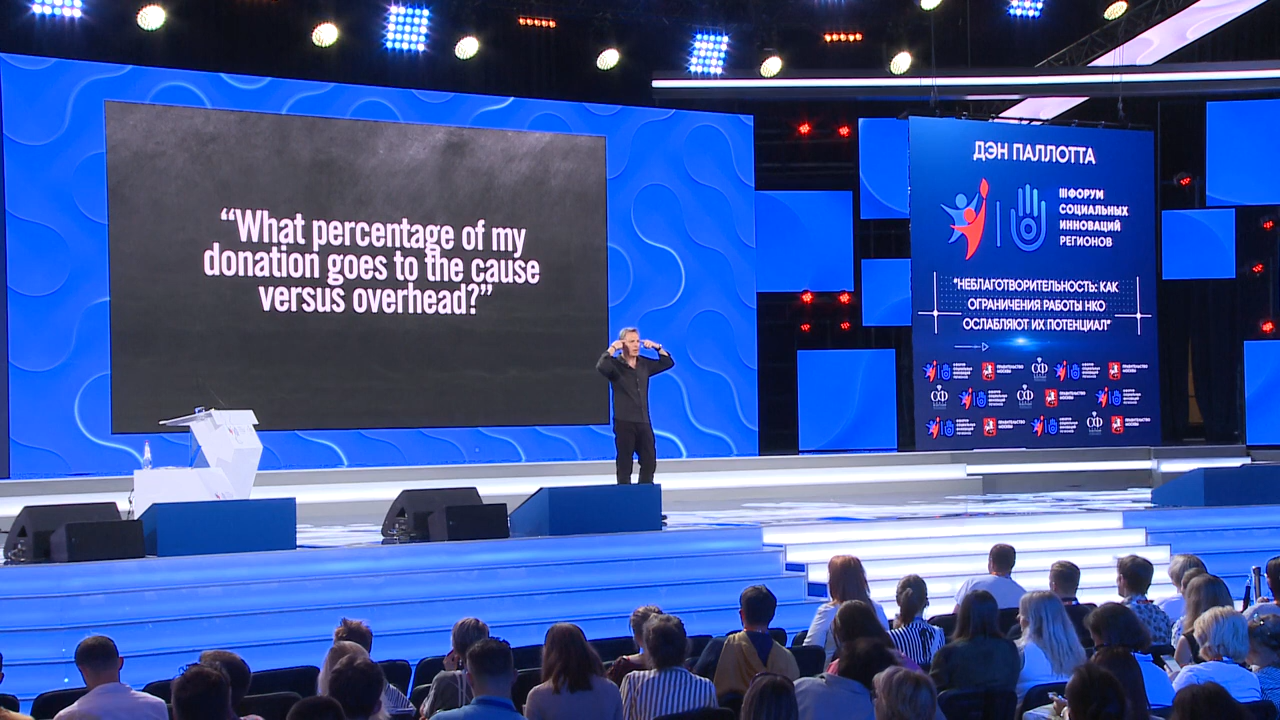 “What percentage of my
donation goes to the cause
versus overhead?”
ДЭН ПАЛЛОТТА
III ФОРУМ
СОЦИАЛЬНЫХ
ИННОВАЦИЙ
РЕГИОНОВ
"НЕБЛАГОТВОРИТЕЛЬНОСТЬ: КАК
ОГРАНИЧЕНИЯ РАБОТЫ НКО
ОСЛАБЛЯЮТ ИХ ПОТЕНЦИАЛ"